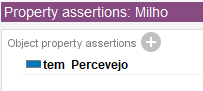 Property assertions: Milho
Object property assertions
tem Percevejo